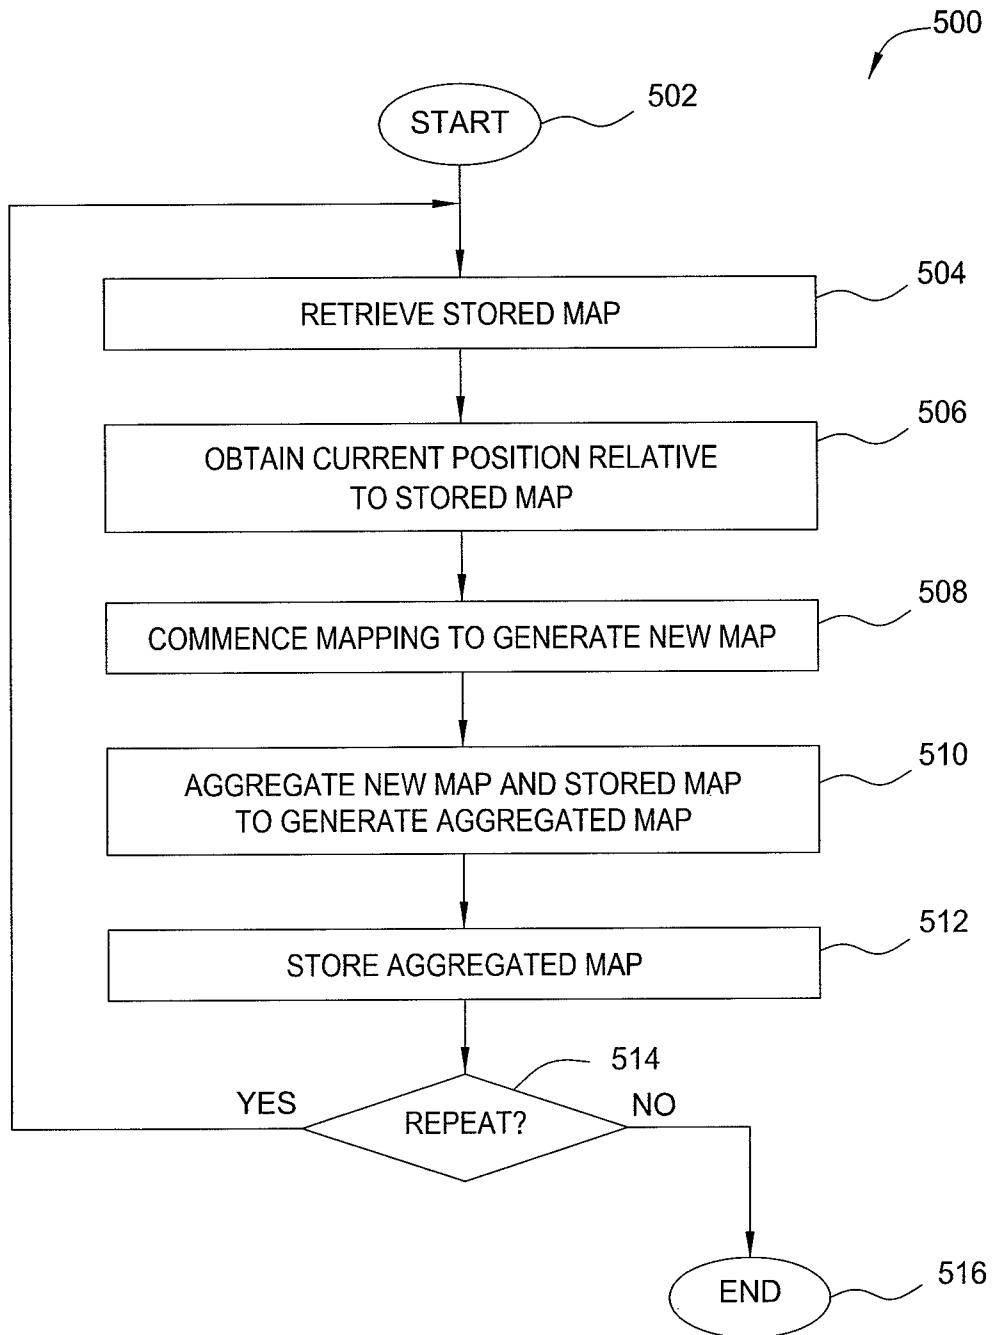 500
START
502
RETRIEVE STORED MAP
504
OBTAIN CURRENT POSITION RELATIVE
TO STORED MAP
506
COMMENCE MAPPING TO GENERATE NEW MAP
508
AGGREGATE NEW MAP AND STORED MAP
TO GENERATE AGGREGATED MAP
510
STORE AGGREGATED MAP
512
REPEAT?
514
YES
NO
END
516